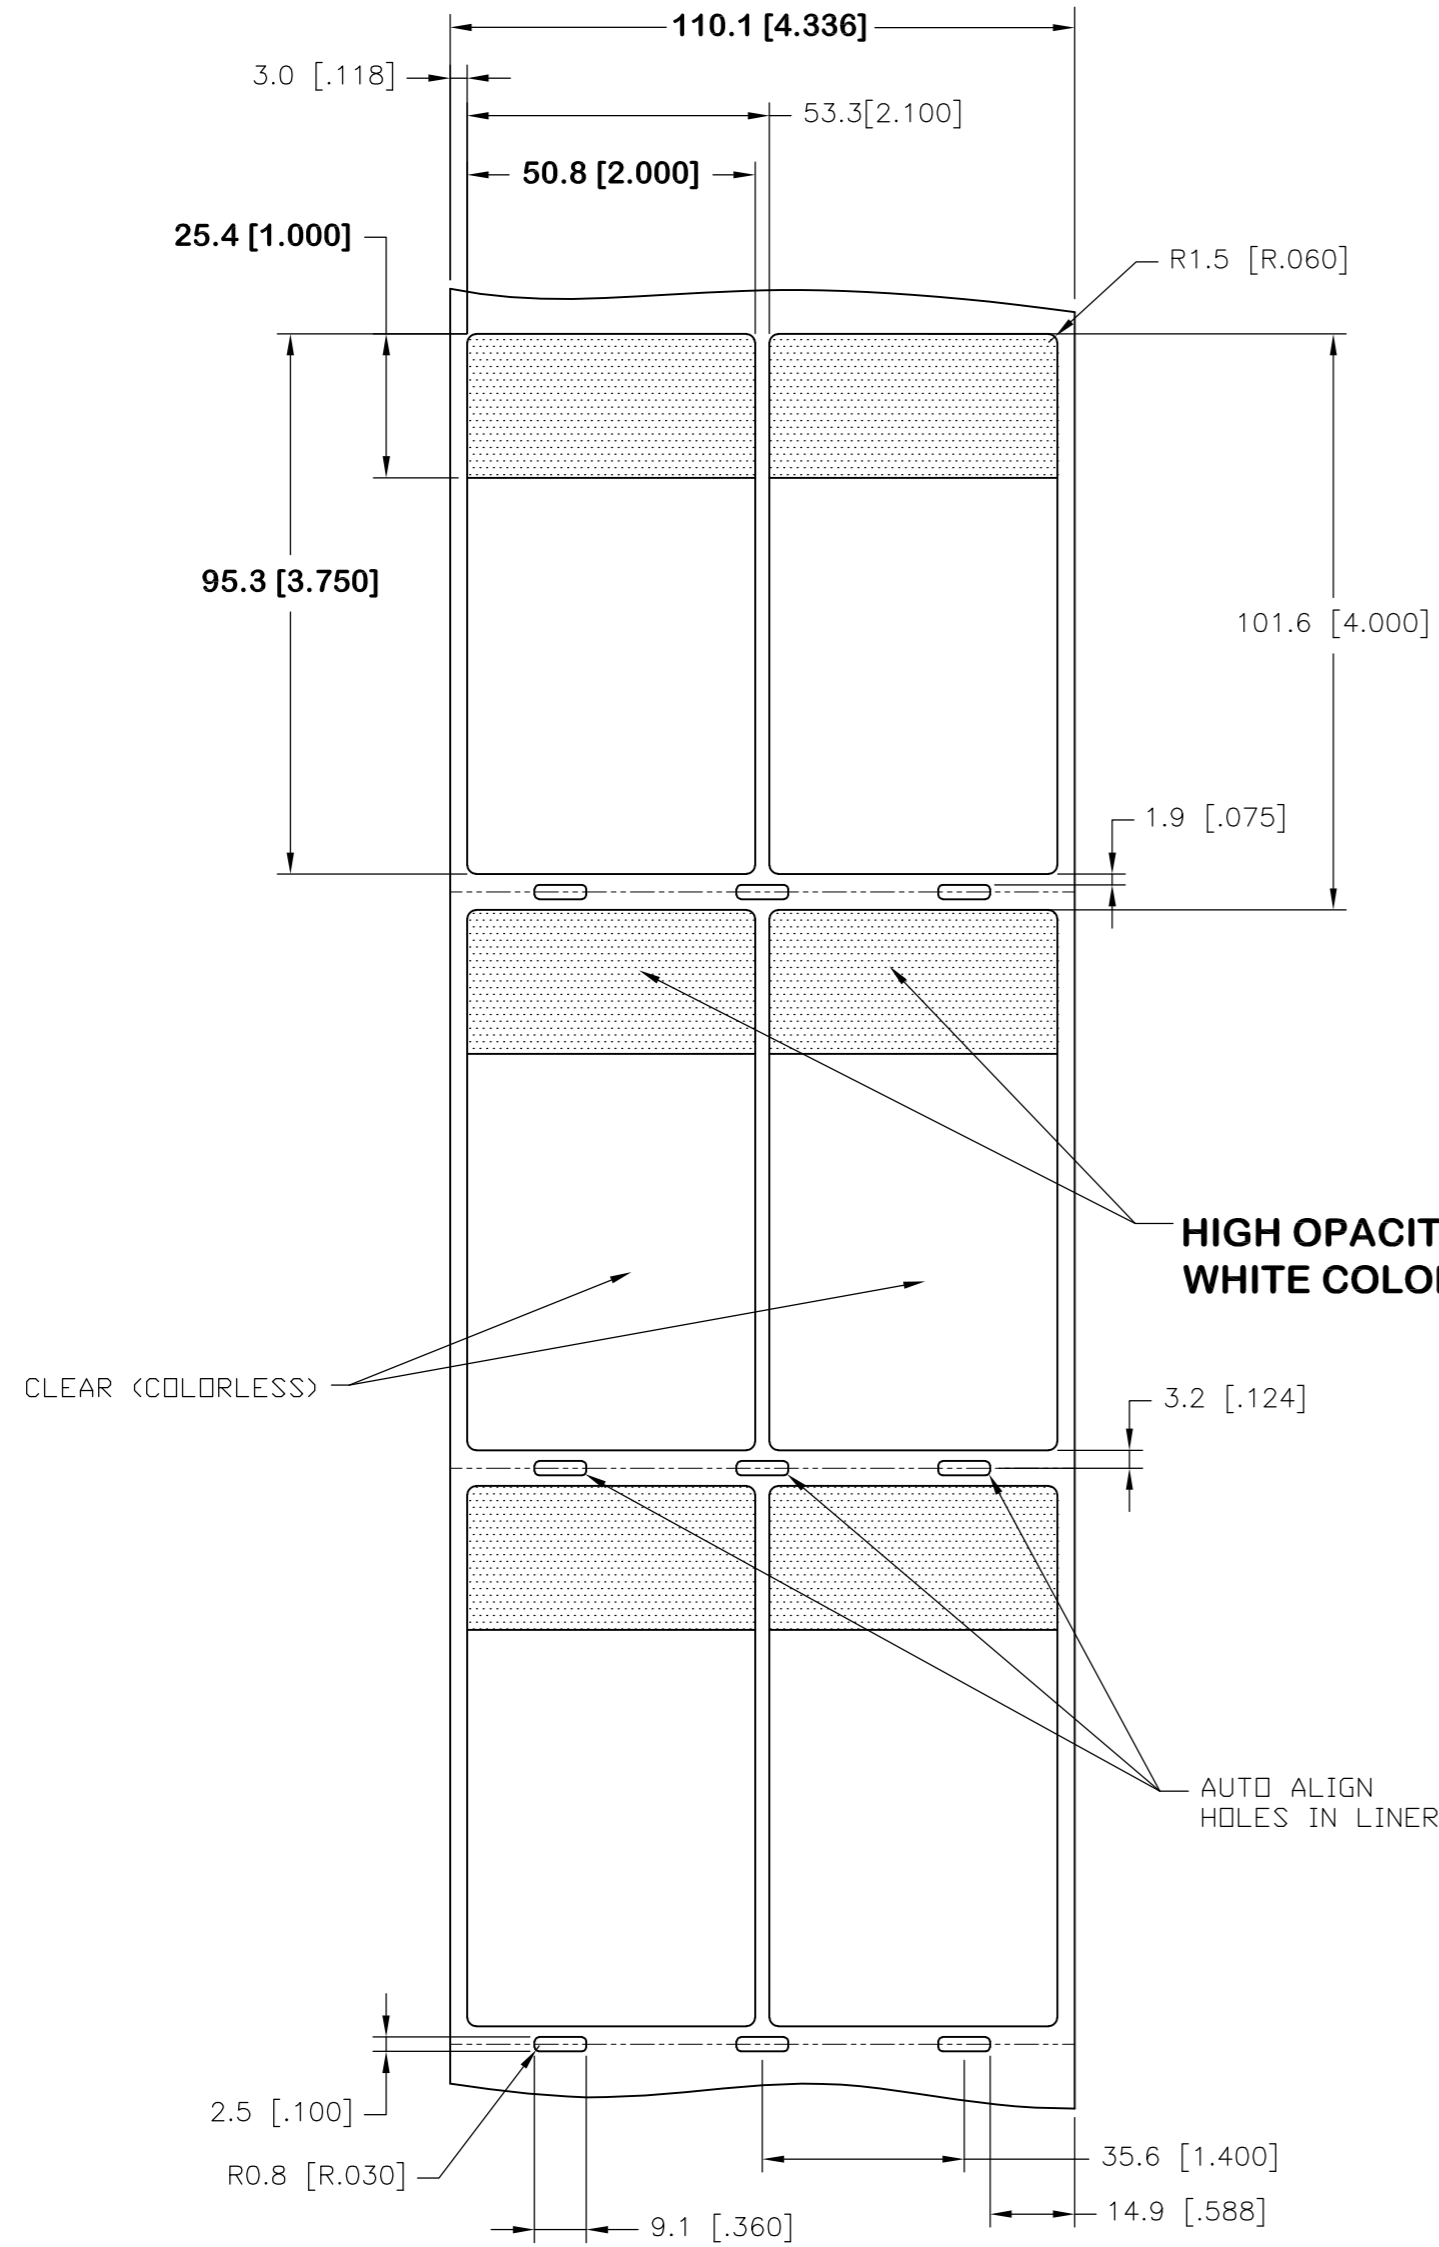 110.1 [4.336]
3.0 [.118]
53.3[2.100]
50.8 [2.000]
25.4 [1.000]
R1.5 [R.060]
95.3 [3.750]
101.6 [4.000]
1.9 [.075]
HIGH OPACIT
WHITE COLO
CLEAR (COLORLESS)
3.2 [.124]
AUTO ALIGN
HOLES IN LINER
2.5 [.100]
R0.8 [R.030]
35.6 [1.400]
14.9 [.588]
9.1 [.360]